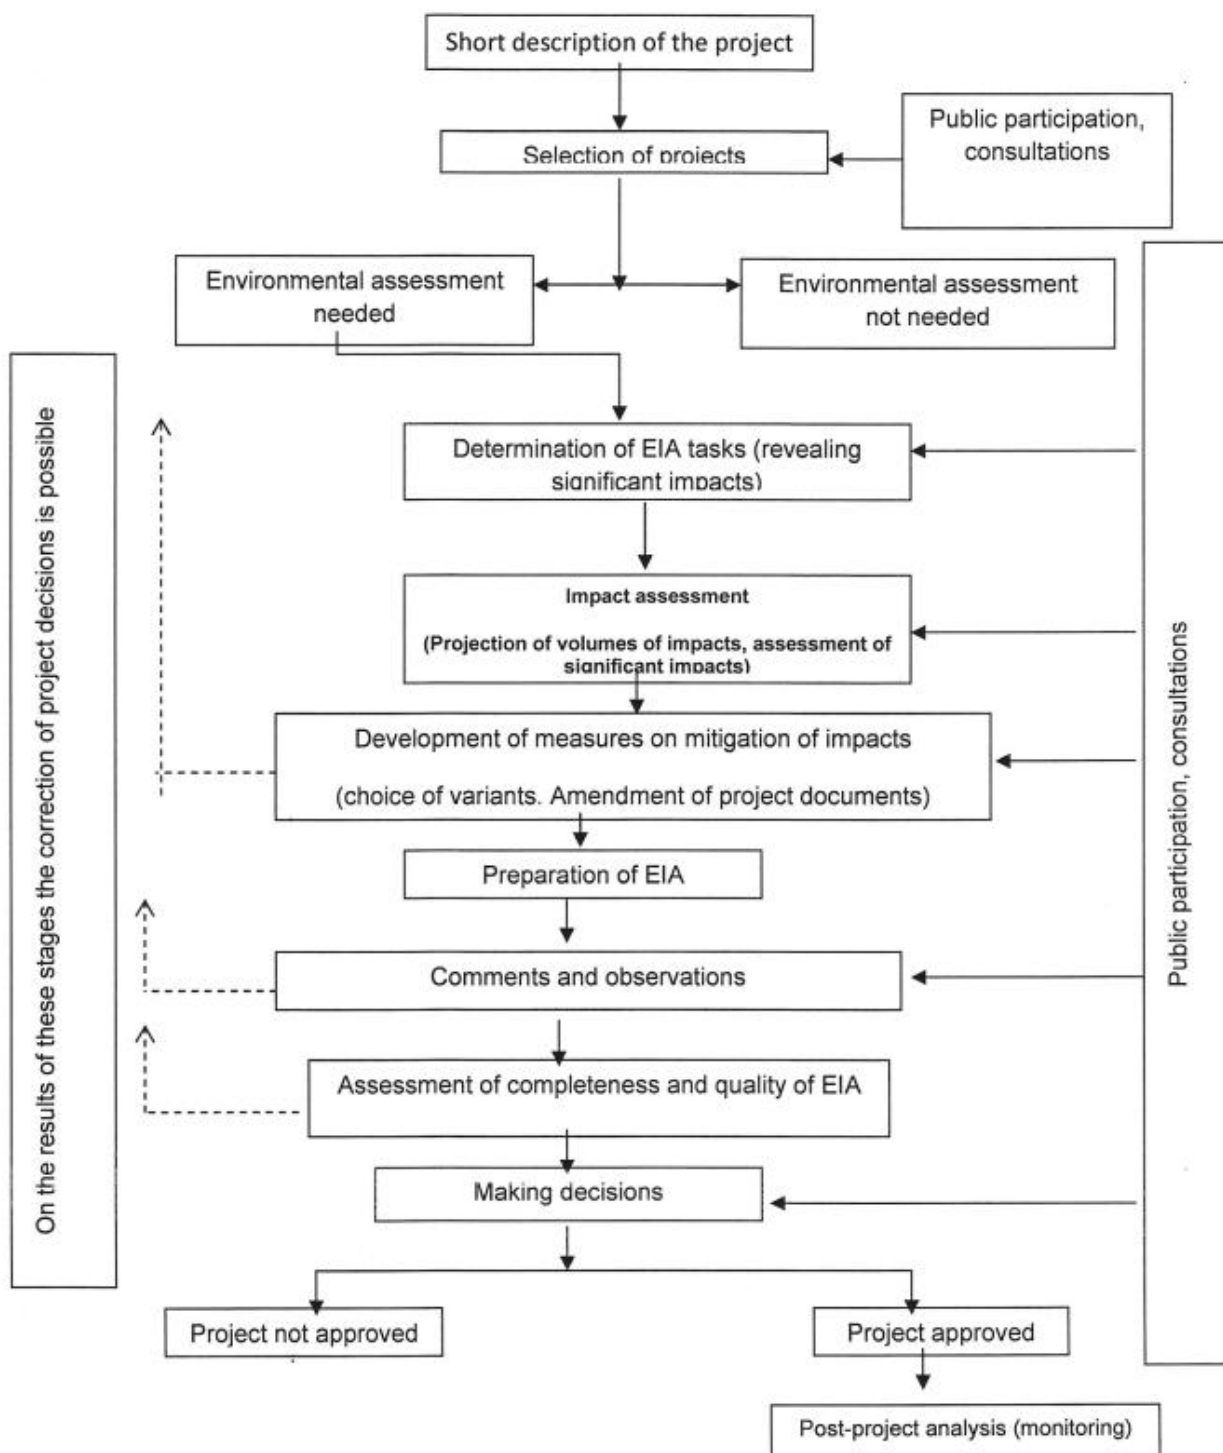 Short description of the project
Selection of projects
Public participation,
consultations
Environmental assessment
needed
Environmental assessment
not needed
On the results of these stages the correction of project decisions is possible
Determination of EIA tasks (revealing
significant impacts)
Impact assessment
(Projection of volumes of impacts, assessment of
significant impacts)
Development of measures on mitigation of impacts
(choice of variants. Amendment of project documents)
Preparation of EIA
Public participation, consultations
Comments and observations
Assessment of completeness and quality of EIA
Making decisions
Project not approved
Project approved
Post-project analysis (monitoring)